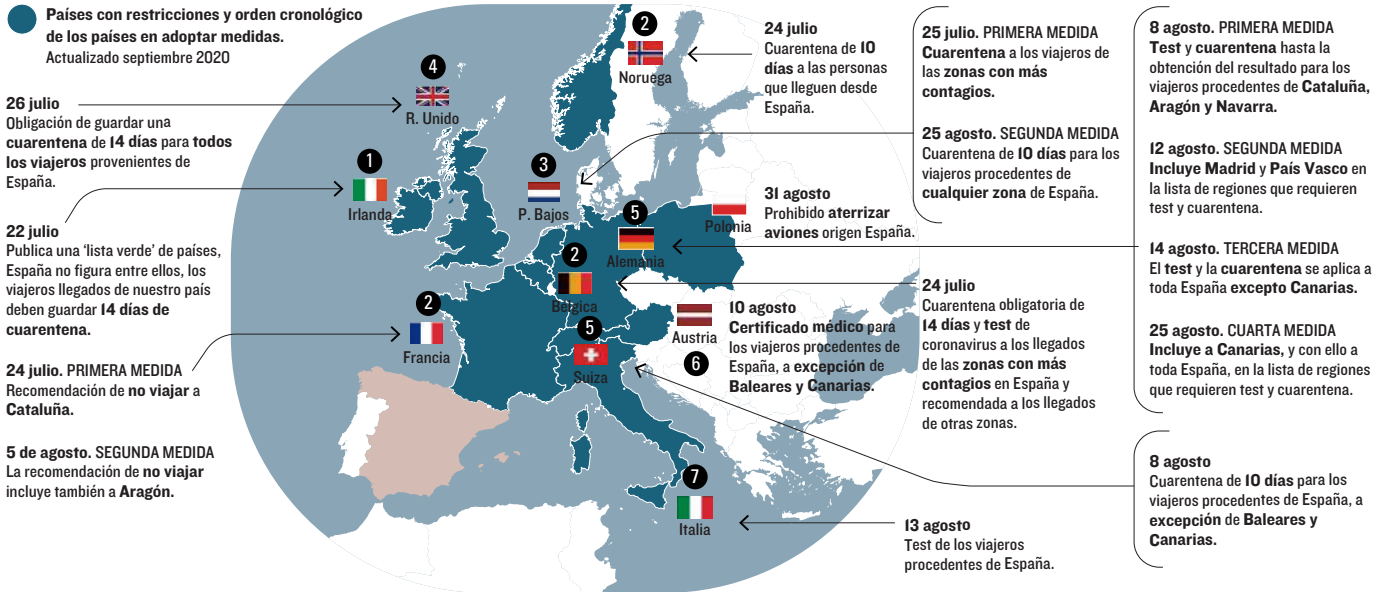 Países con restricciones y orden cronológico
de los países en adoptar medidas.
Actualizado septiembre 2020
26 julio
Obligación de guardar una
cuarentena de 14 días para todos
los viajeros provenientes de
España.
22 julio
Publica una ‘lista verde’ de países,
España no figura entre ellos, los
viajeros llegados de nuestro país
deben guardar 14 días de
cuarentena.
24 julio. PRIMERA MEDIDA
Recomendación de no viajar a
Cataluña.
5 de agosto. SEGUNDA MEDIDA
La recomendación de no viajar
incluye también a Aragón.
4
R. Unido
1
Irlanda
2
Francia
2
Noruega
3
P. Bajos
5
Alemania
2
Belgica
5
Suiza
Polonia
Austria
6
7
Italia
24 julio
Cuarentena de 10
días a las personas
que lleguen desde
España.
31 agosto
Prohibido aterrizar
aviones origen España.
10 agosto
Certificado médico para
los viajeros procedentes de
España, a excepción de
Baleares y Canarias.
25 julio. PRIMERA MEDIDA
Cuarentena a los viajeros de
las zonas con más
contagios.
25 agosto. SEGUNDA MEDIDA
Cuarentena de 10 días para los
viajeros procedentes de
cualquier zona de España.
24 julio
Cuarentena obligatoria de
14 días y test de
coronavirus a los llegados
de las zonas con más
contagios en España y
recomendada a los llegados
de otras zonas.
13 agosto
Test de los viajeros
procedentes de España.
8 agosto. PRIMERA MEDIDA
Test y cuarentena hasta la
obtención del resultado para los
viajeros procedentes de Cataluña,
Aragón y Navarra.
12 agosto. SEGUNDA MEDIDA
Incluye Madrid y País Vasco en
la lista de regiones que requieren
test y cuarentena.
14 agosto. TERCERA MEDIDA
El test y la cuarentena se aplica a
toda España excepto Canarias.
25 agosto. CUARTA MEDIDA
Incluye a Canarias, y con ello a
toda España, en la lista de regiones
que requieren test y cuarentena.
8 agosto
Cuarentena de 10 días para los
viajeros procedentes de España, a
excepción de Baleares y
Canarias.